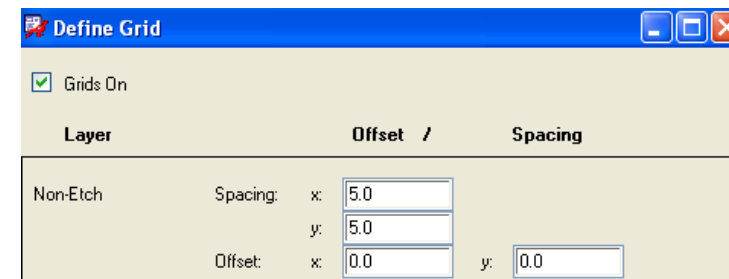 Define Grid
Grids On
Layer Offset / Spacing
Non-Etch Spacing: x: 5.0
y: 5.0
Offset: x: 0.0 y: 0.0